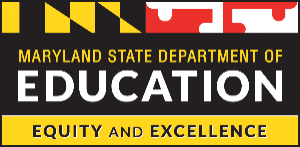 MARYLAND STATE DEPARTMENT OF
EDUCATION
EQUITY AND EXCELLENCE